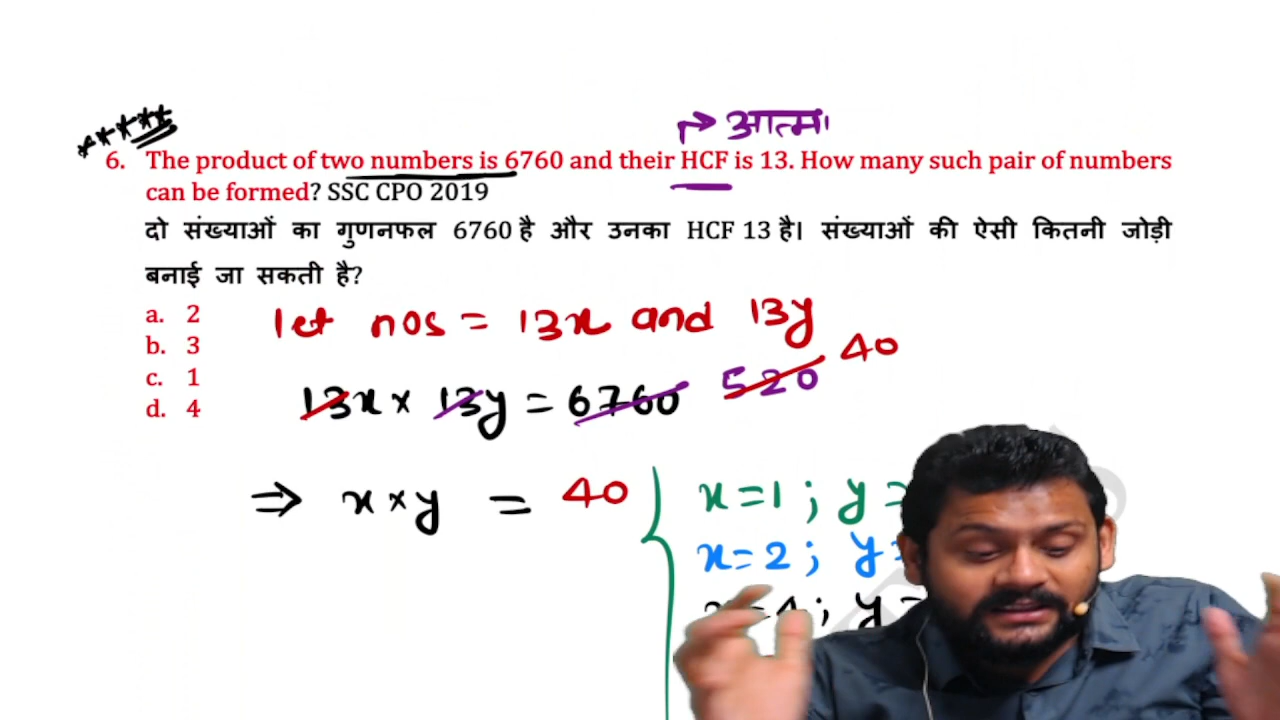 *****
→ आत्मा
6. The product of two numbers is 6760 and their HCF is 13. How many such pair of numbers
can be formed? SSC CPO 2019
दो संख्याओं का गुणनफल 6760 है और उनका HCF 13 है। संख्याओं की ऐसी कितनी जोड़ी
बनाई जा सकती है?
a. 2
b. 3
c. 1
d. 4
let nos = 13x and 13y
13x × 13y = 6760 520 40
⇒ x × y = 40
x=1 ; y=
x=2 ; y=
x=4 ; y=